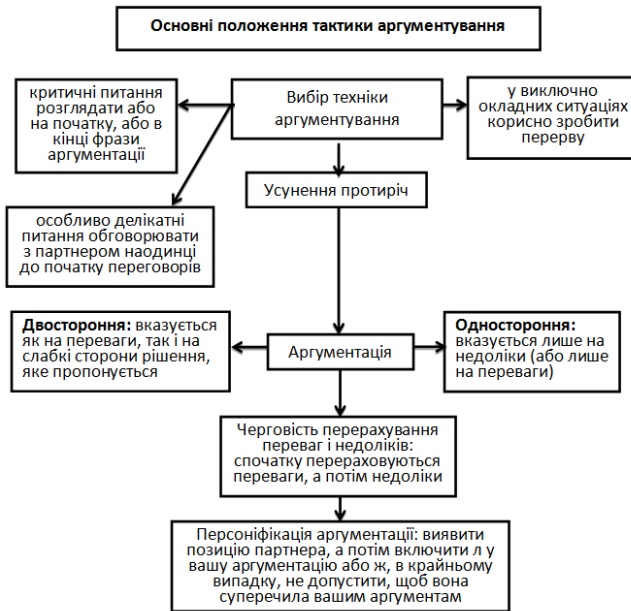 Основні положення тактики аргументування
критичні питання
розглядати або
на початку, або в
кінці фрази
аргументації
Вибір техніки
аргументування
у виключно
окладних ситуаціях
корисно зробити
перерву
Усунення протиріч
особливо делікатні
питання обговорювати
з партнером наодинці
до початку переговорів
Двостороння: вказується
як на переваги, так і на
слабкі сторони рішення,
яке пропонується
Аргументація
Одностороння:
вказується лише на
недоліки (або лише
на переваги)
Черговість перерахування
переваг і недоліків:
спочатку перераховуються
переваги, а потім недоліки
Персоніфікація аргументації: виявити
позицію партнера, а потім включити л у
вашу аргументацію або ж, в крайньому
випадку, не допустити, щоб вона
суперечила вашим аргументам